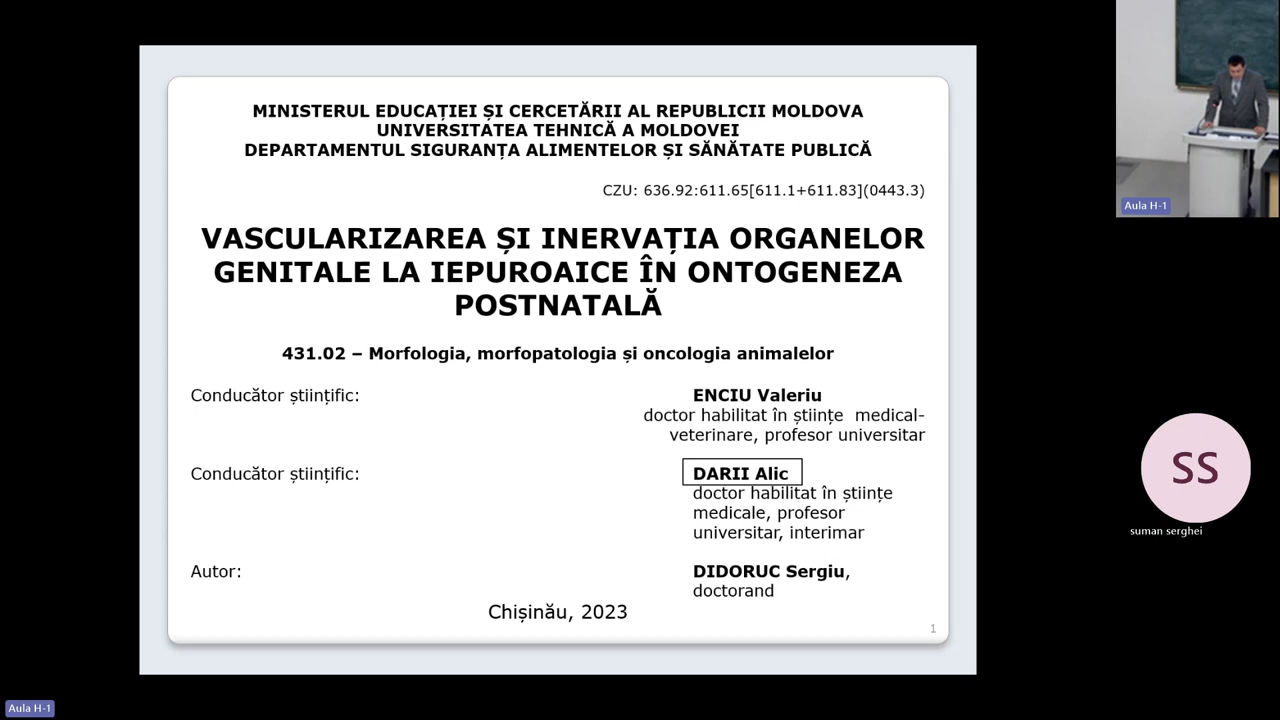 MINISTERUL EDUCAȚIEI ȘI CERCETĂRII AL REPUBLICII MOLDOVA
UNIVERSITATEA TEHNICĂ A MOLDOVEI
DEPARTAMENTUL SIGURANȚA ALIMENTELOR ȘI SĂNĂTATE PUBLICĂ
CZU: 636.92:611.65[611.1+611.83](0443.3)
VASCULARIZAREA ȘI INERVAȚIA ORGANELOR
GENITALE LA IEPUROAICE ÎN ONTOGENEZA
POSTNATALĂ
431.02 – Morfologia, morfopatologia și oncologia animalelor
Conducător științific:
ENCIU Valeriu
doctor habilitat în științe  medical-
veterinare, profesor universitar
Conducător științific:
DARII Alic
doctor habilitat în științe
medicale, profesor
universitar, interimar
Autor:
DIDORUC Sergiu,
doctorand
Chișinău, 2023
1
Aula H-1
SS
suman serghei
Aula H-1